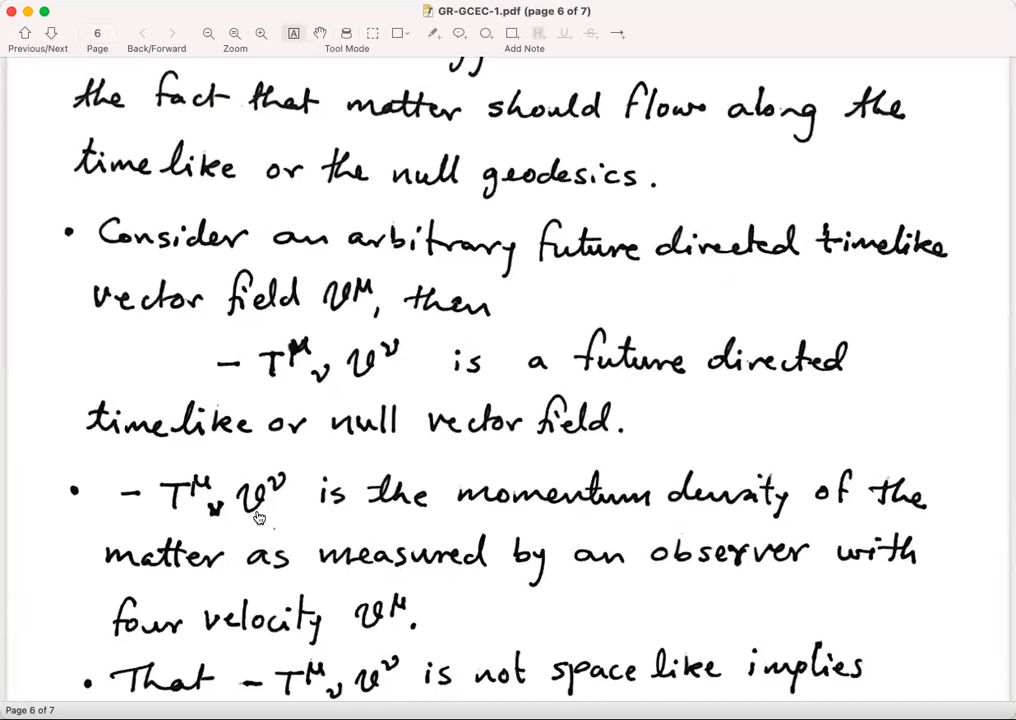 GR-GCEC-1.pdf (page 6 of 7)
6
Previous/Next Page Back/Forward Zoom Tool Mode Add Note
the fact that matter should flows along the
timelike or the null geodesics.
• Consider an arbitrary future directed timelike
vector field v^μ, then
- T^μ_ν v^ν is a future directed
timelike or null vector field.
• - T^μ_ν v^ν is the momentum density of the
matter as measured by an observer with
four velocity v^μ.
• That - T^μ_ν v^ν is not space like implies
Page 6 of 7